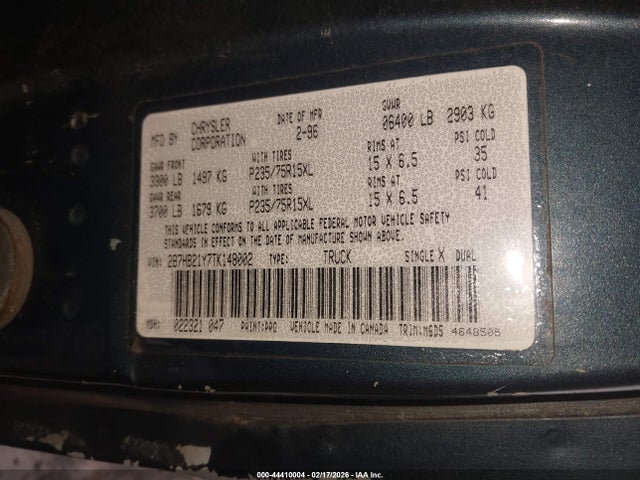 MFD BY CHRYSLER CORPORATION DATE OF MFR 2-96 GVWR 06400 LB 2903 KG
GAWR FRONT WITH TIRES RIMS AT PSI COLD
3300 LB 1497 KG P235/75R15XL 15 X 6.5 35
GAWR REAR WITH TIRES RIMS AT PSI COLD
3700 LB 1679 KG P235/75R15XL 15 X 6.5 41
THIS VEHICLE CONFORMS TO ALL APPLICABLE FEDERAL MOTOR VEHICLE SAFETY
STANDARDS IN EFFECT ON THE DATE OF MANUFACTURE SHOWN ABOVE.
VIN: 2B7HB21Y7TK148002 TYPE: TRUCK SINGLE X DUAL
MDH: 022321 047 PAINT:PRG VEHICLE MADE IN CANADA TRIM:M6D5 4648505
000-44410004 - 02/17/2026 - IAA Inc.